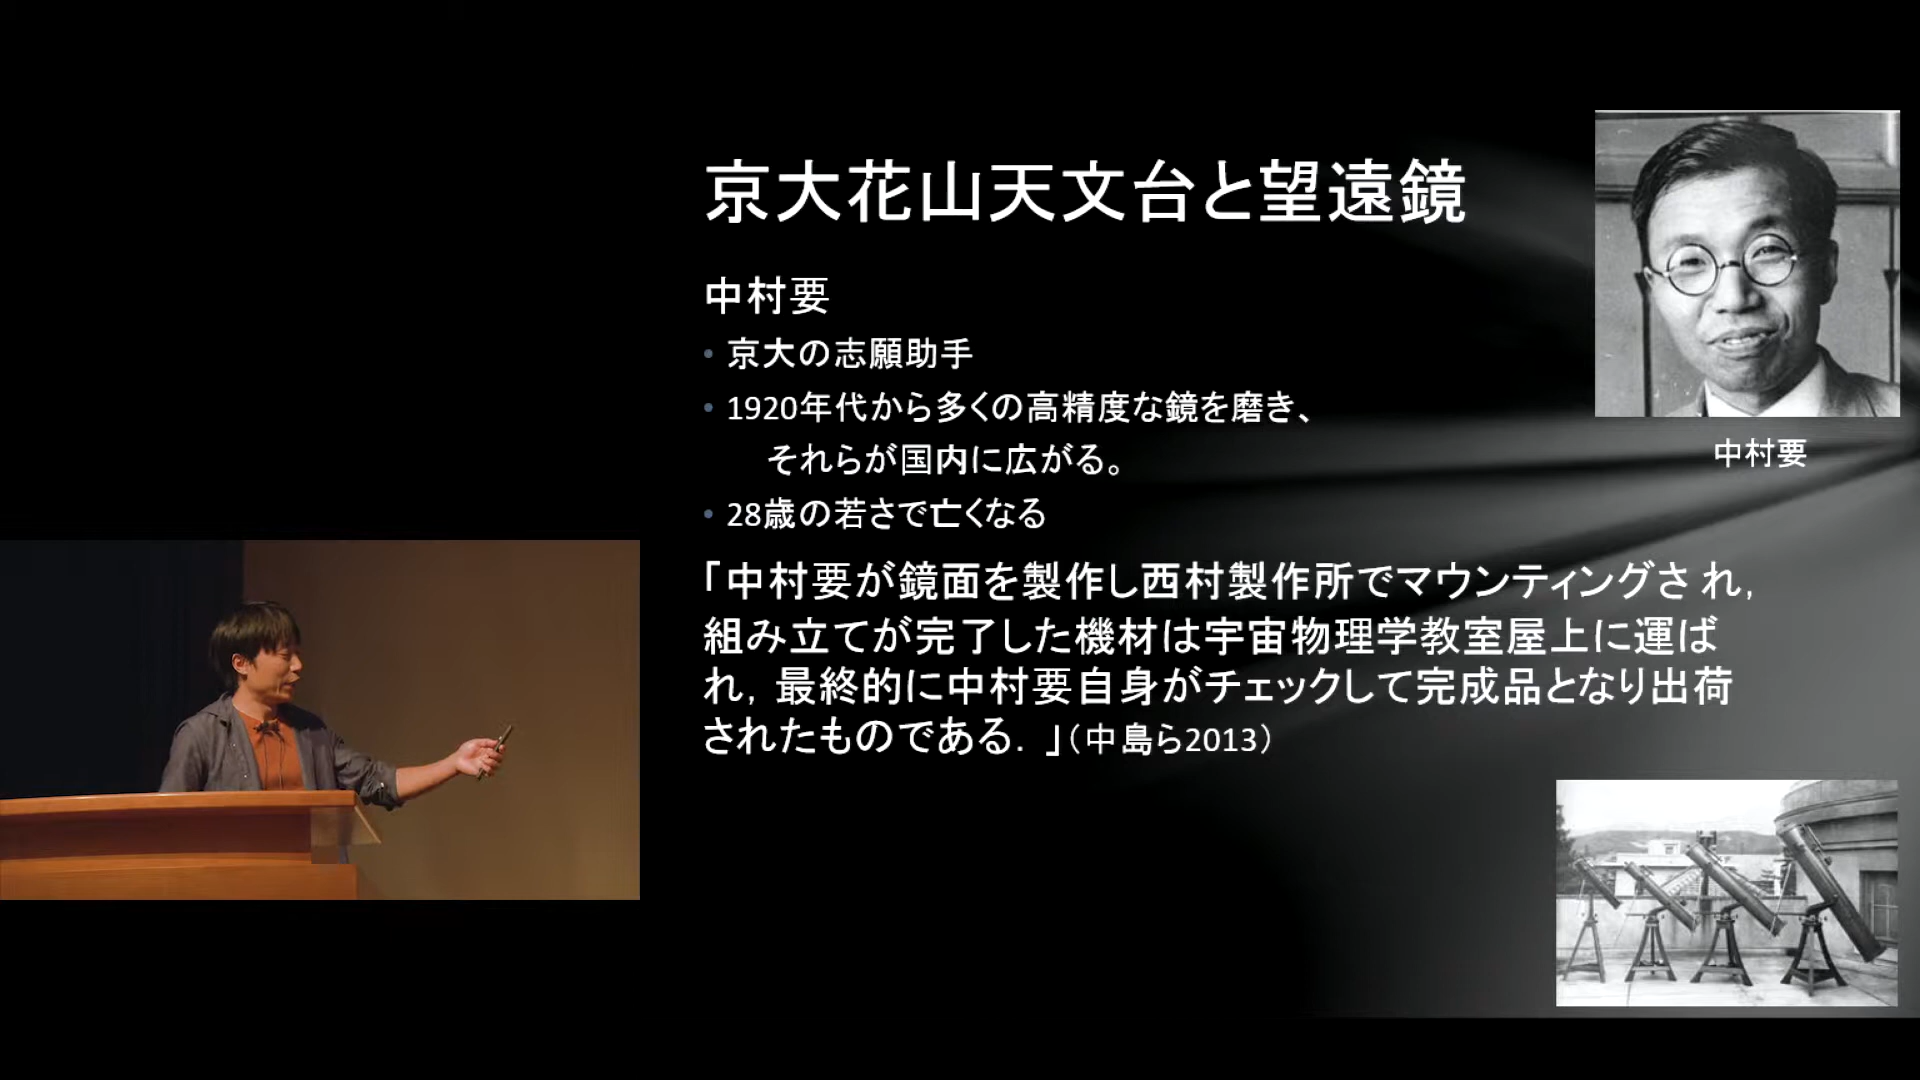 京大花山天文台と望遠鏡
中村要
• 京大の志願助手
• 1920年代から多くの高精度な鏡を磨き、
それらが国内に広がる。
• 28歳の若さで亡くなる
「中村要が鏡面を製作し西村製作所でマウンティングされ，
組み立てが完了した機材は宇宙物理学教室屋上に運ば
れ，最終的に中村要自身がチェックして完成品となり出荷
されたものである．」（中島ら2013）
中村要